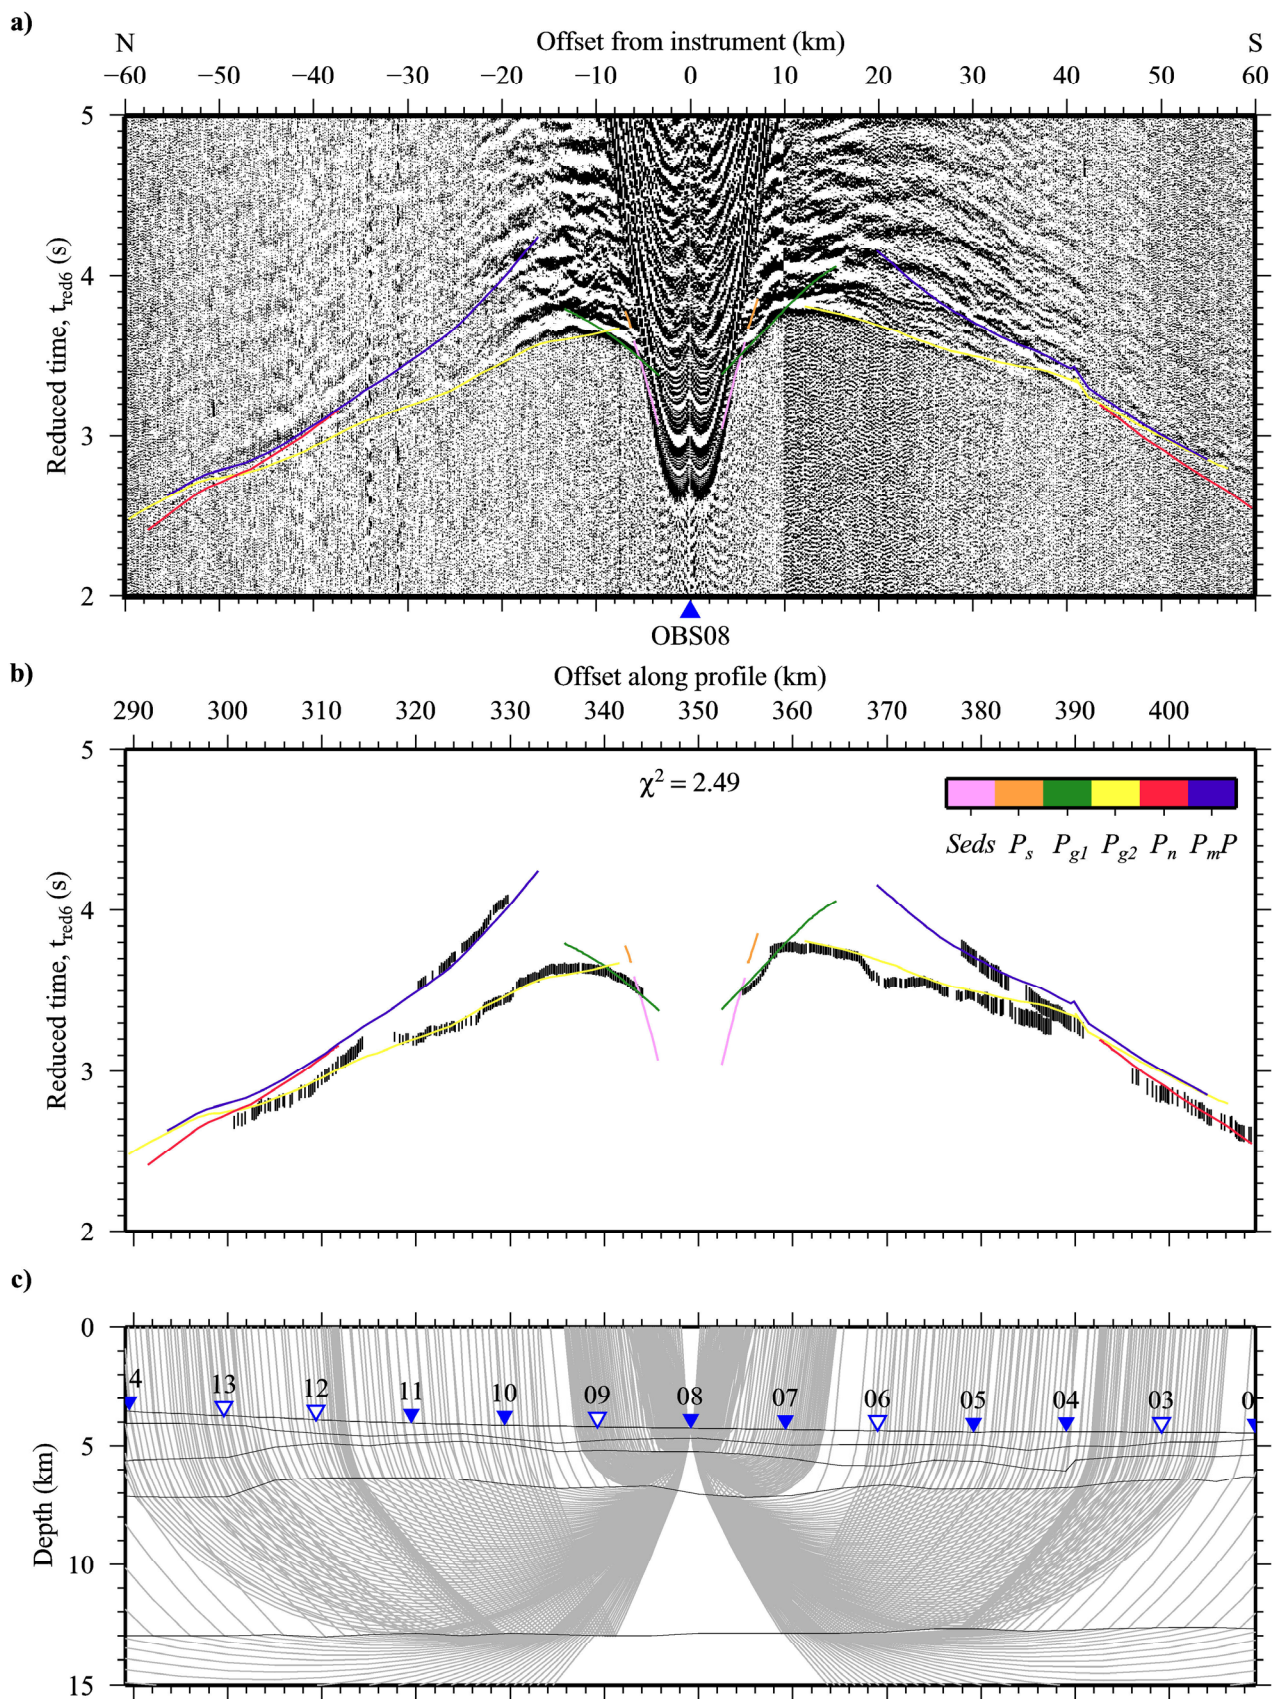 a)
N Offset from instrument (km) S
−60 −50 −40 −30 −20 −10 0 10 20 30 40 50 60
Reduced time, t_red6 (s)
5
4
3
2
OBS08
b)
Offset along profile (km)
290 300 310 320 330 340 350 360 370 380 390 400
Reduced time, t_red6 (s)
5
4
3
2
χ² = 2.49
Seds P_s P_g1 P_g2 P_n P_mP
c)
Depth (km)
0
5
10
15
4 13 12 11 10 09 08 07 06 05 04 03 0